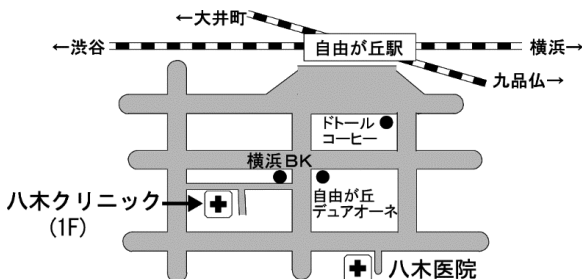 ←大井町
←渋谷
自由が丘駅
横浜→
九品仏→
ドトール
コーヒー
横浜BK
八木クリニック
(1F)
自由が丘
デュアオーネ
八木医院